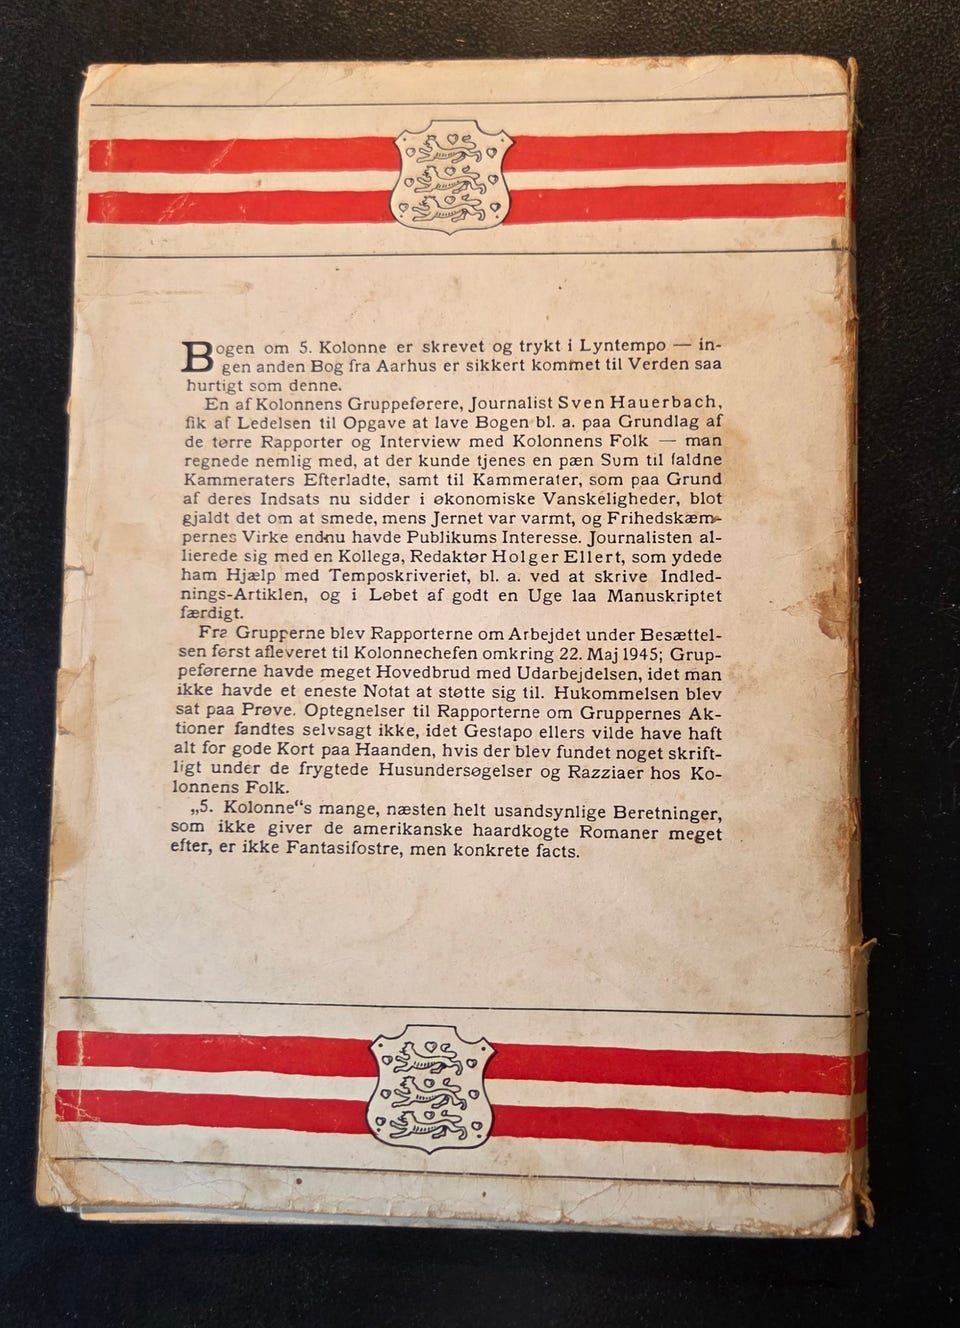 Bogen om 5. Kolonne er skrevet og trykt i Lyntempo — in-
gen anden Bog fra Aarhus er sikkert kommet til Verden saa
hurtigt som denne.
En af Kolonnens Gruppeførere, Journalist Sven Hauerbach,
fik af Ledelsen til Opgave at lave Bogen bl. a. paa Grundlag af
de tørre Rapporter og Interview med Kolonnens Folk — man
regnede nemlig med, at der kunde tjenes en pæn Sum til faldne
Kammeraters Efterladte, samt til Kammerater, som paa Grund
af deres Indsats nu sidder i økonomiske Vanskeligheder, blot
gjaldt det om at smede, mens Jernet var varmt, og Frihedskæm-
pernes Virke endnu havde Publikums Interesse. Journalisten al-
lierede sig med en Kollega, Redaktør Holger Ellert, som ydede
ham Hjælp med Temposkriveriet, bl. a. ved at skrive Indled-
nings-Artiklen, og i Løbet af godt en Uge laa Manuskriptet
færdigt.
Fra Grupperne blev Rapporterne om Arbejdet under Besættel-
sen først afleveret til Kolonnechefen omkring 22. Maj 1945; Grup-
peførerne havde meget Hovedbrud med Udarbejdelsen, idet man
ikke havde et eneste Notat at støtte sig til. Hukommelsen blev
sat paa Prøve. Optegnelser til Rapporterne om Gruppernes Ak-
tioner fandtes selvsagt ikke, idet Gestapo ellers vilde have haft
alt for gode Kort paa Haanden, hvis der blev fundet noget skrift-
ligt under de frygtede Husundersøgelser og Razziaer hos Ko-
lonnens Folk.
„5. Kolonne“s mange, næsten helt usandsynlige Beretninger,
som ikke giver de amerikanske haardkogte Romaner meget
efter, er ikke Fantasifostre, men konkrete facts.